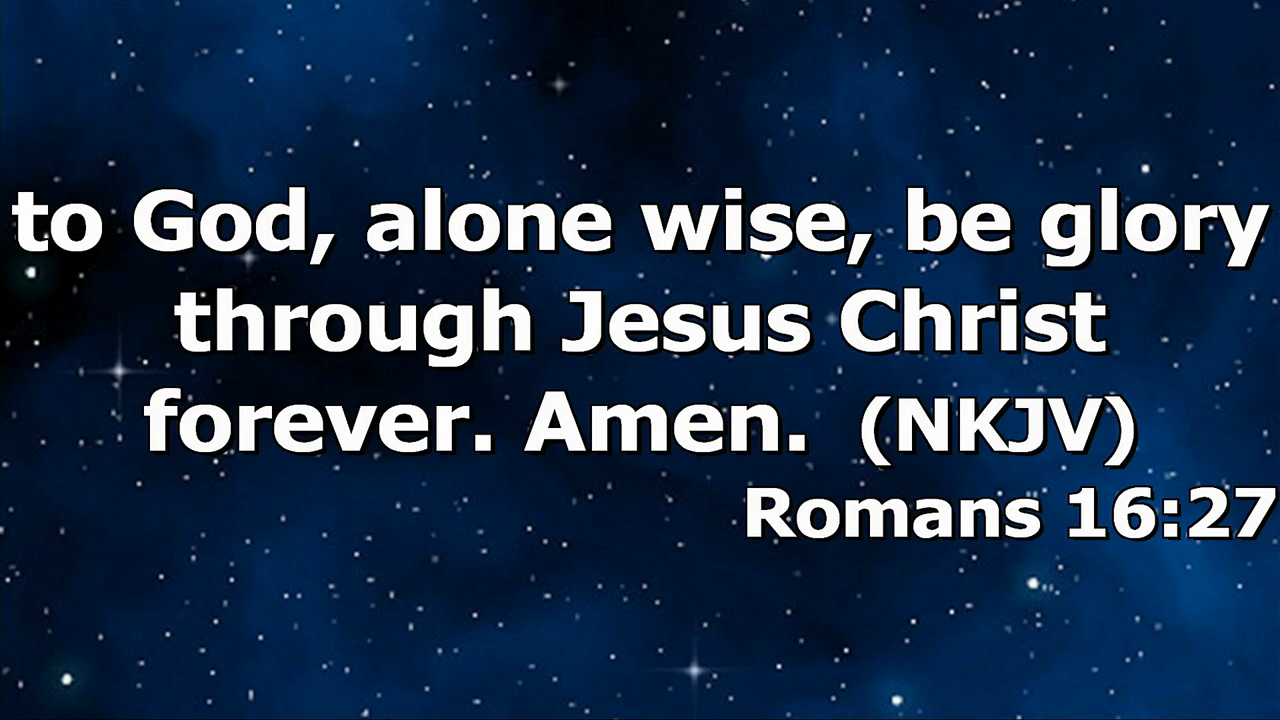 to God, alone wise, be glory
through Jesus Christ
forever. Amen.  (NKJV)
Romans 16:27